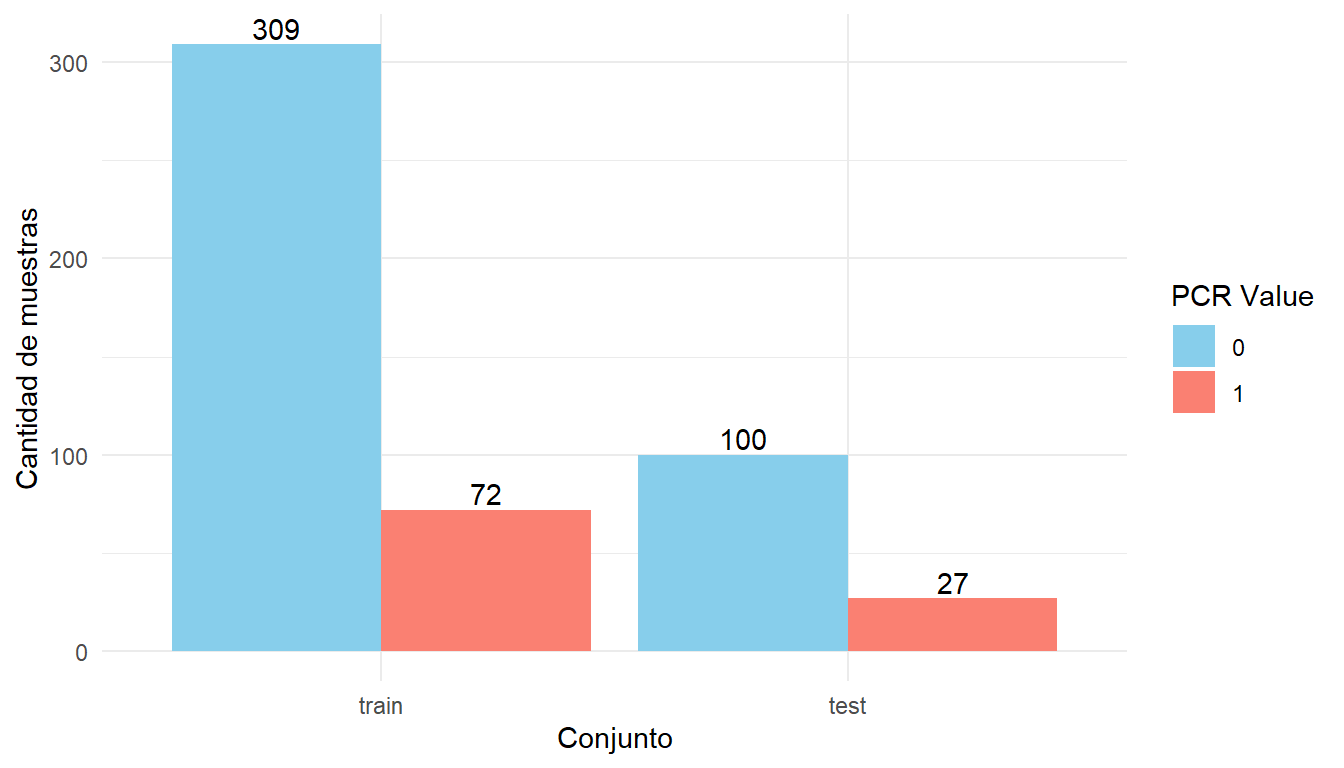 309
300
Cantidad de muestras
200
100
100
72
27
0
train
test
Conjunto
PCR Value
0
1